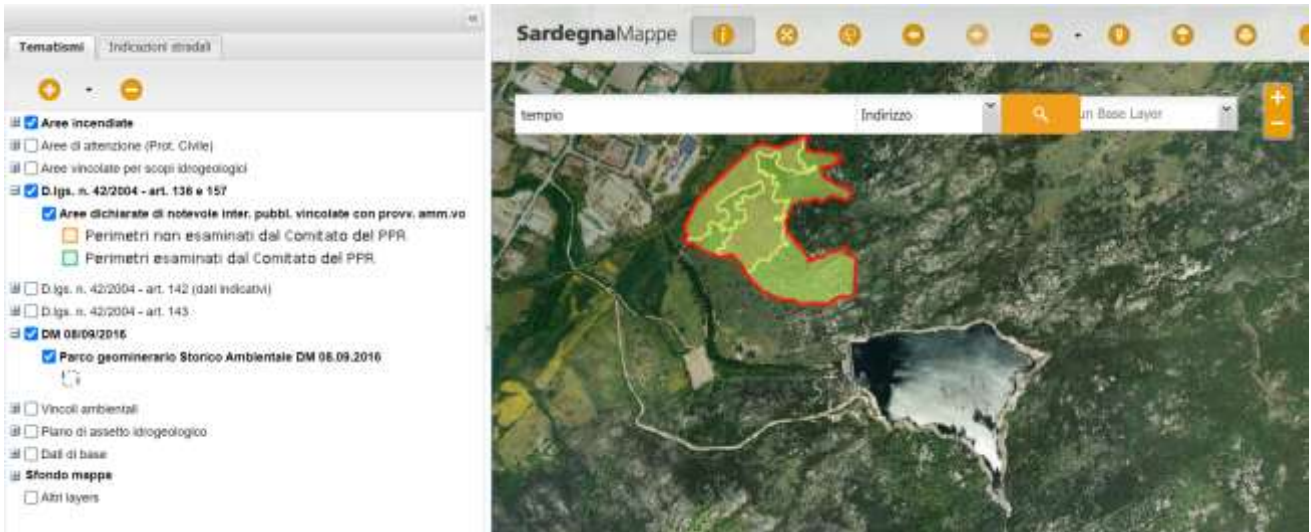 Tematismi
Indicazioni stradali
Aree incendiate
Aree di attenzione (Prot. Civile)
Aree vincolate per scopi idrogeologici
D.lgs. n. 42/2004 - art. 136 e 157
Aree dichiarate di notevole inter. pubbl. vincolate con provv. amm.vo
Perimetri non esaminati dal Comitato del PPR
Perimetri esaminati dal Comitato del PPR
D.lgs. n. 42/2004 - art. 142 (dati indicativi)
D.lgs. n. 42/2004 - art. 143
DM 08/09/2016
Parco geominerario Storico Ambientale DM 08.09.2016
Vincoli ambientali
Piano di assetto idrogeologico
Dati di base
Sfondo mappa
Altri layers
SardegnaMappe
tempio
Indirizzo
un Base Layer